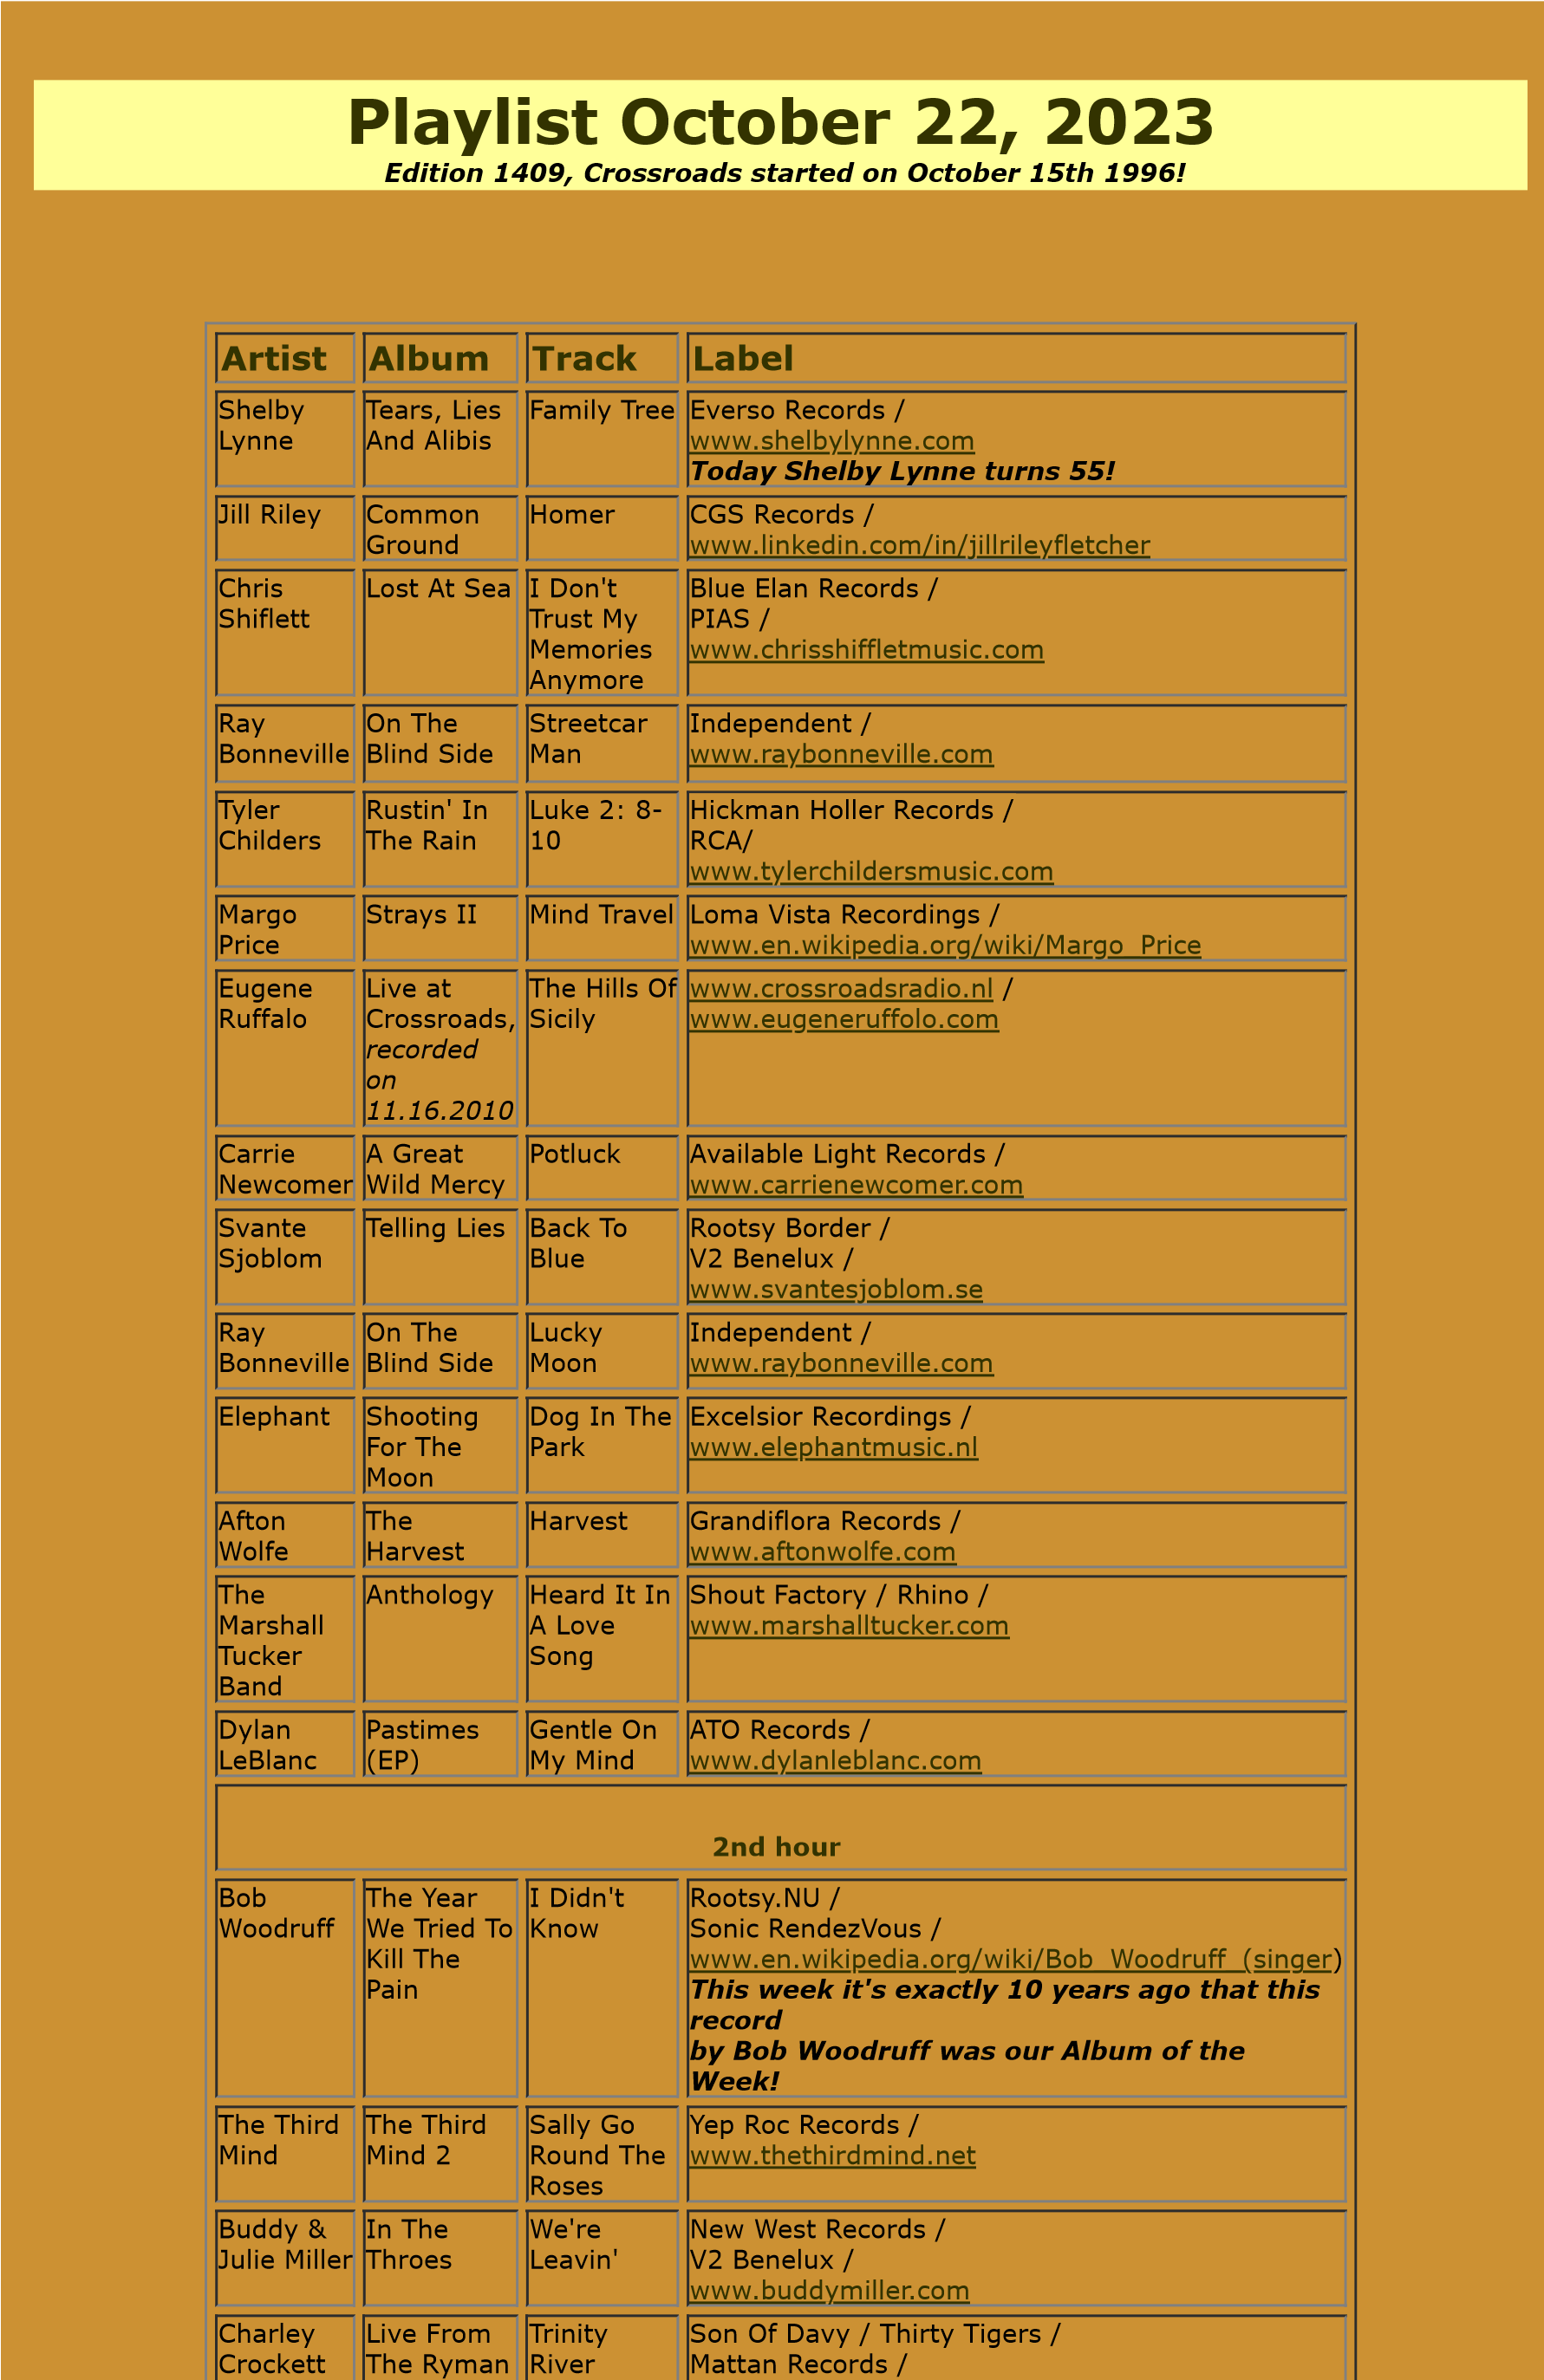 Playlist October 22, 2023
Edition 1409, Crossroads started on October 15th 1996!
Artist
Album
Track
Label
Shelby
Lynne
Tears, Lies
And Alibis
Family Tree
Everso Records /
www.shelbylynne.com
Today Shelby Lynne turns 55!
Jill Riley
Common
Ground
Homer
CGS Records /
www.linkedin.com/in/jillrileyfletcher
Chris
Shiflett
Lost At Sea
I Don't
Trust My
Memories
Anymore
Blue Elan Records /
PIAS /
www.chrisshiffletmusic.com
Ray
Bonneville
On The
Blind Side
Streetcar
Man
Independent /
www.raybonneville.com
Tyler
Childers
Rustin' In
The Rain
Luke 2: 8-
10
Hickman Holler Records /
RCA/
www.tylerchildersmusic.com
Margo
Price
Strays II
Mind Travel
Loma Vista Recordings /
www.en.wikipedia.org/wiki/Margo_Price
Eugene
Ruffalo
Live at
Crossroads,
recorded
on
11.16.2010
The Hills Of
Sicily
www.crossroadsradio.nl /
www.eugeneruffolo.com
Carrie
Newcomer
A Great
Wild Mercy
Potluck
Available Light Records /
www.carrienewcomer.com
Svante
Sjoblom
Telling Lies
Back To
Blue
Rootsy Border /
V2 Benelux /
www.svantesjoblom.se
Ray
Bonneville
On The
Blind Side
Lucky
Moon
Independent /
www.raybonneville.com
Elephant
Shooting
For The
Moon
Dog In The
Park
Excelsior Recordings /
www.elephantmusic.nl
Afton
Wolfe
The
Harvest
Harvest
Grandiflora Records /
www.aftonwolfe.com
The
Marshall
Tucker
Band
Anthology
Heard It In
A Love
Song
Shout Factory / Rhino /
www.marshalltucker.com
Dylan
LeBlanc
Pastimes
(EP)
Gentle On
My Mind
ATO Records /
www.dylanleblanc.com
2nd hour
Bob
Woodruff
The Year
We Tried To
Kill The
Pain
I Didn't
Know
Rootsy.NU /
Sonic RendezVous /
www.en.wikipedia.org/wiki/Bob_Woodruff_(singer)
This week it's exactly 10 years ago that this
record
by Bob Woodruff was our Album of the
Week!
The Third
Mind
The Third
Mind 2
Sally Go
Round The
Roses
Yep Roc Records /
www.thethirdmind.net
Buddy &
Julie Miller
In The
Throes
We're
Leavin'
New West Records /
V2 Benelux /
www.buddymiller.com
Charley
Crockett
Live From
The Ryman
Trinity
River
Son Of Davy / Thirty Tigers /
Mattan Records /